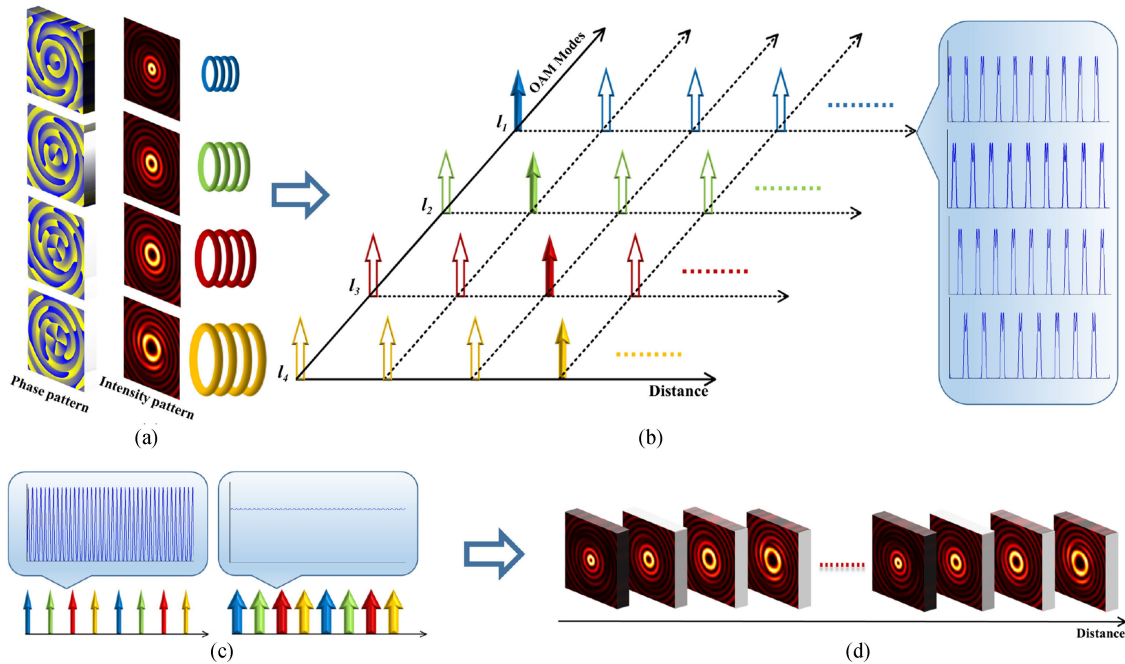 Phase pattern
Intensity pattern
(a)
OAM Modes
l1
l2
l3
l4
Distance
(b)
(c)
Distance
(d)